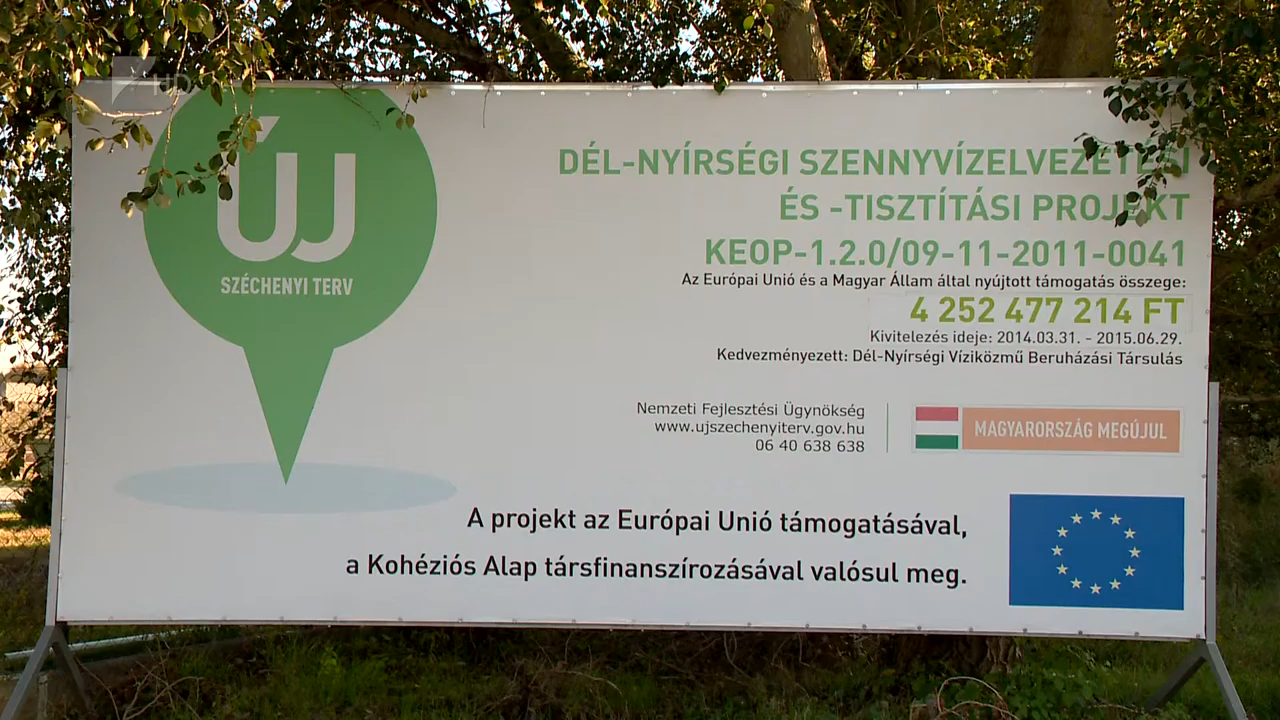 HD
ÚJ
SZÉCHENYI TERV
DÉL-NYÍRSÉGI SZENNYVÍZELVEZETÉSI
ÉS -TISZTÍTÁSI PROJEKT
KEOP-1.2.0/09-11-2011-0041
Az Európai Unió és a Magyar Állam által nyújtott támogatás összege:
4 252 477 214 FT
Kivitelezés ideje: 2014.03.31. - 2015.06.29.
Kedvezményezett: Dél-Nyírségi Víziközmű Beruházási Társulás
Nemzeti Fejlesztési Ügynökség
www.ujszechenyiterv.gov.hu
06 40 638 638
MAGYARORSZÁG MEGÚJUL
A projekt az Európai Unió támogatásával,
a Kohéziós Alap társfinanszírozásával valósul meg.